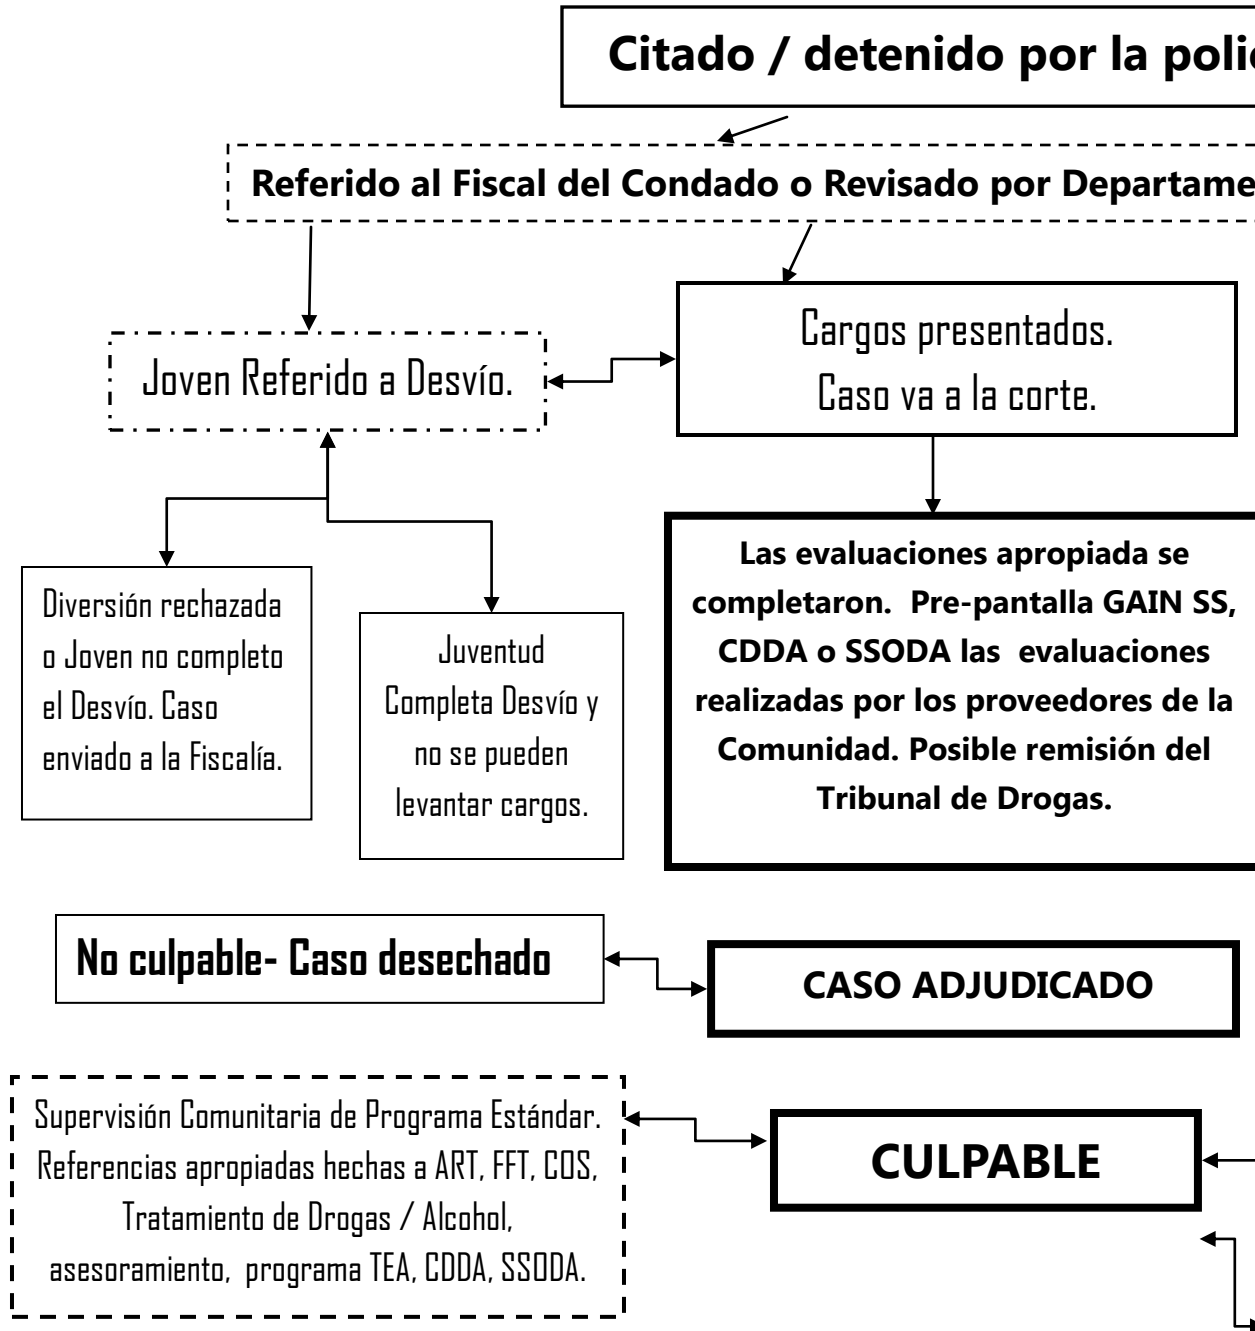 Citado / detenido por la polic
Referido al Fiscal del Condado o Revisado por Departame
Joven Referido a Desvío.
Cargos presentados.
Caso va a la corte.
Diversión rechazada
o Joven no completo
el Desvío. Caso
enviado a la Fiscalía.
Juventud
Completa Desvío y
no se pueden
levantar cargos.
Las evaluaciones apropiada se
completaron. Pre-pantalla GAIN SS,
CDDA o SSODA las evaluaciones
realizadas por los proveedores de la
Comunidad. Posible remisión del
Tribunal de Drogas.
No culpable- Caso desechado
CASO ADJUDICADO
Supervisión Comunitaria de Programa Estándar.
Referencias apropiadas hechas a ART, FFT, COS,
Tratamiento de Drogas / Alcohol,
asesoramiento, programa TEA, CDDA, SSODA.
CULPABLE